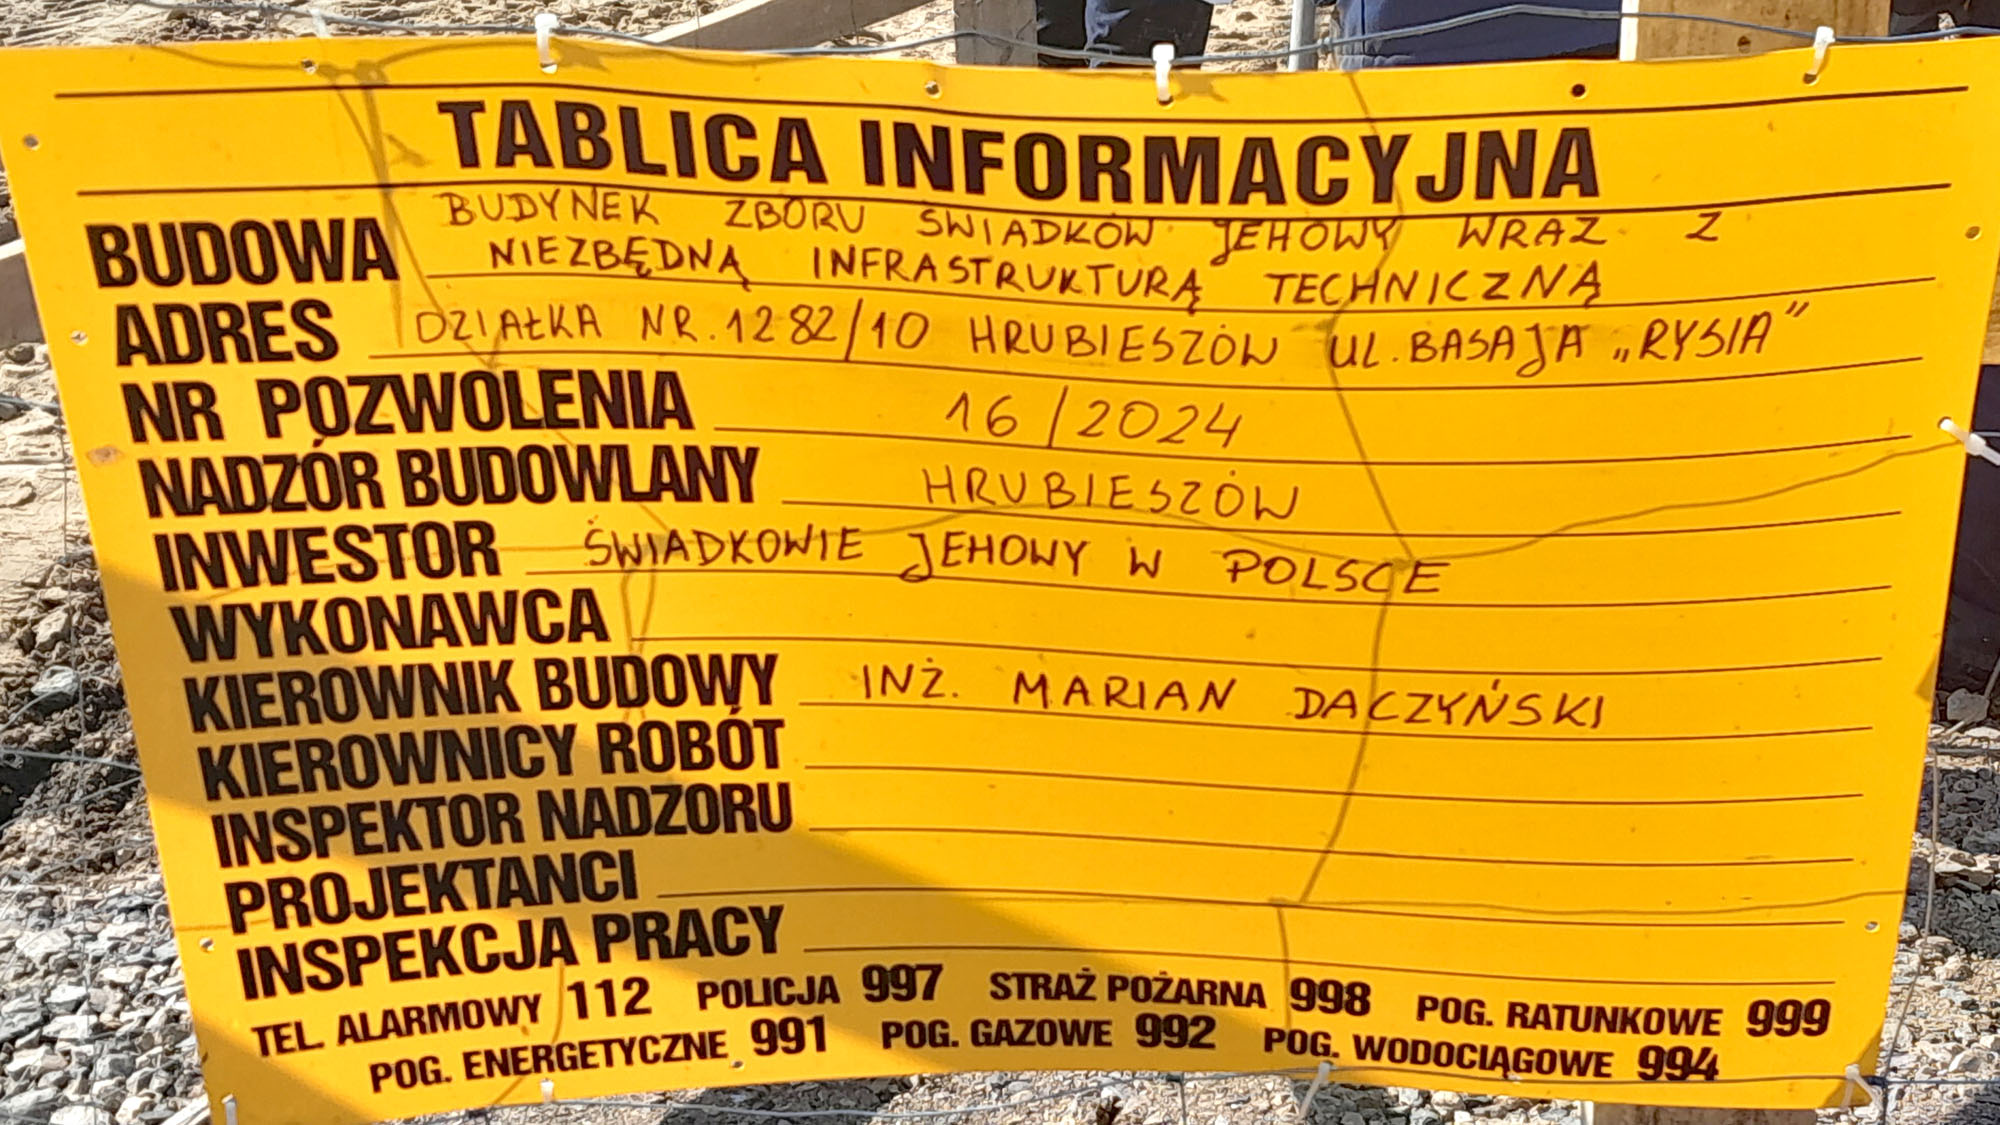 TABLICA INFORMACYJNA
BUDOWA BUDYNEK ZBORU ŚWIADKÓW JEHOWY WRAZ Z
NIEZBĘDNĄ INFRASTRUKTURĄ TECHNICZNĄ
ADRES DZIAŁKA NR. 1282/10 HRUBIESZÓW UL. BASAJA „RYSIA”
NR POZWOLENIA 16/2024
NADZÓR BUDOWLANY HRUBIESZÓW
INWESTOR ŚWIADKOWIE JEHOWY W POLSCE
WYKONAWCA
KIEROWNIK BUDOWY INŻ. MARIAN DACZYŃSKI
KIEROWNICY ROBÓT
INSPEKTOR NADZORU
PROJEKTANCI
INSPEKCJA PRACY
TEL. ALARMOWY 112 POLICJA 997 STRAŻ POŻARNA 998 POG. RATUNKOWE 999
POG. ENERGETYCZNE 991 POG. GAZOWE 992 POG. WODOCIĄGOWE 994